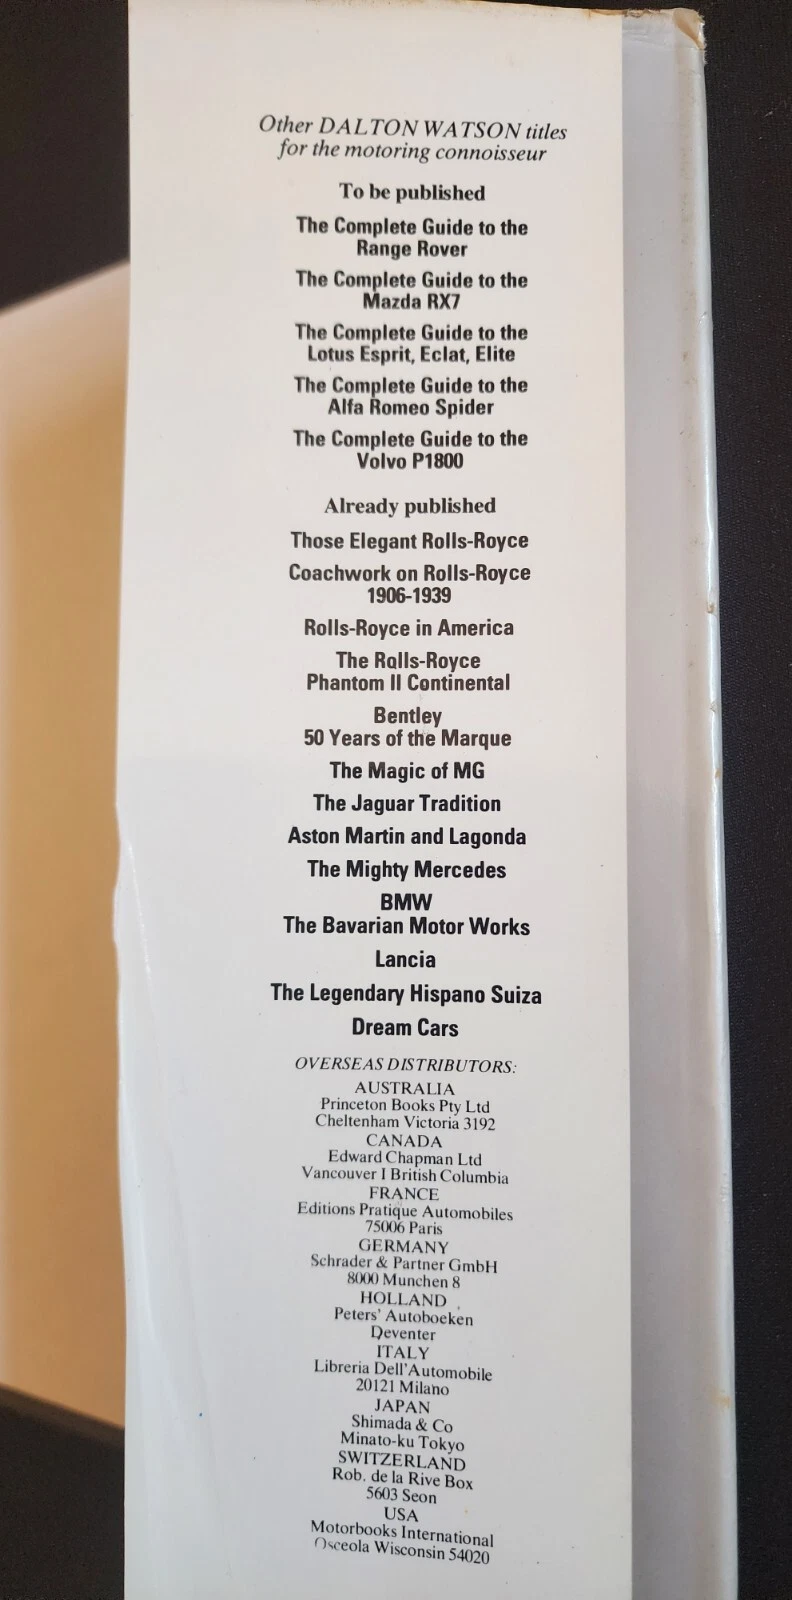 Other DALTON WATSON titles
for the motoring connoisseur
To be published
The Complete Guide to the
Range Rover
The Complete Guide to the
Mazda RX7
The Complete Guide to the
Lotus Esprit, Eclat, Elite
The Complete Guide to the
Alfa Romeo Spider
The Complete Guide to the
Volvo P1800
Already published
Those Elegant Rolls-Royce
Coachwork on Rolls-Royce
1906-1939
Rolls-Royce in America
The Rolls-Royce
Phantom II Continental
Bentley
50 Years of the Marque
The Magic of MG
The Jaguar Tradition
Aston Martin and Lagonda
The Mighty Mercedes
BMW
The Bavarian Motor Works
Lancia
The Legendary Hispano Suiza
Dream Cars
OVERSEAS DISTRIBUTORS:
AUSTRALIA
Princeton Books Pty Ltd
Cheltenham Victoria 3192
CANADA
Edward Chapman Ltd
Vancouver I British Columbia
FRANCE
Editions Pratique Automobiles
75006 Paris
GERMANY
Schrader & Partner GmbH
8000 Munchen 8
HOLLAND
Peters' Autoboeken
Deventer
ITALY
Libreria Dell'Automobile
20121 Milano
JAPAN
Shimada & Co
Minato-ku Tokyo
SWITZERLAND
Rob. de la Rive Box
5603 Seon
USA
Motorbooks International
Osceola Wisconsin 54020